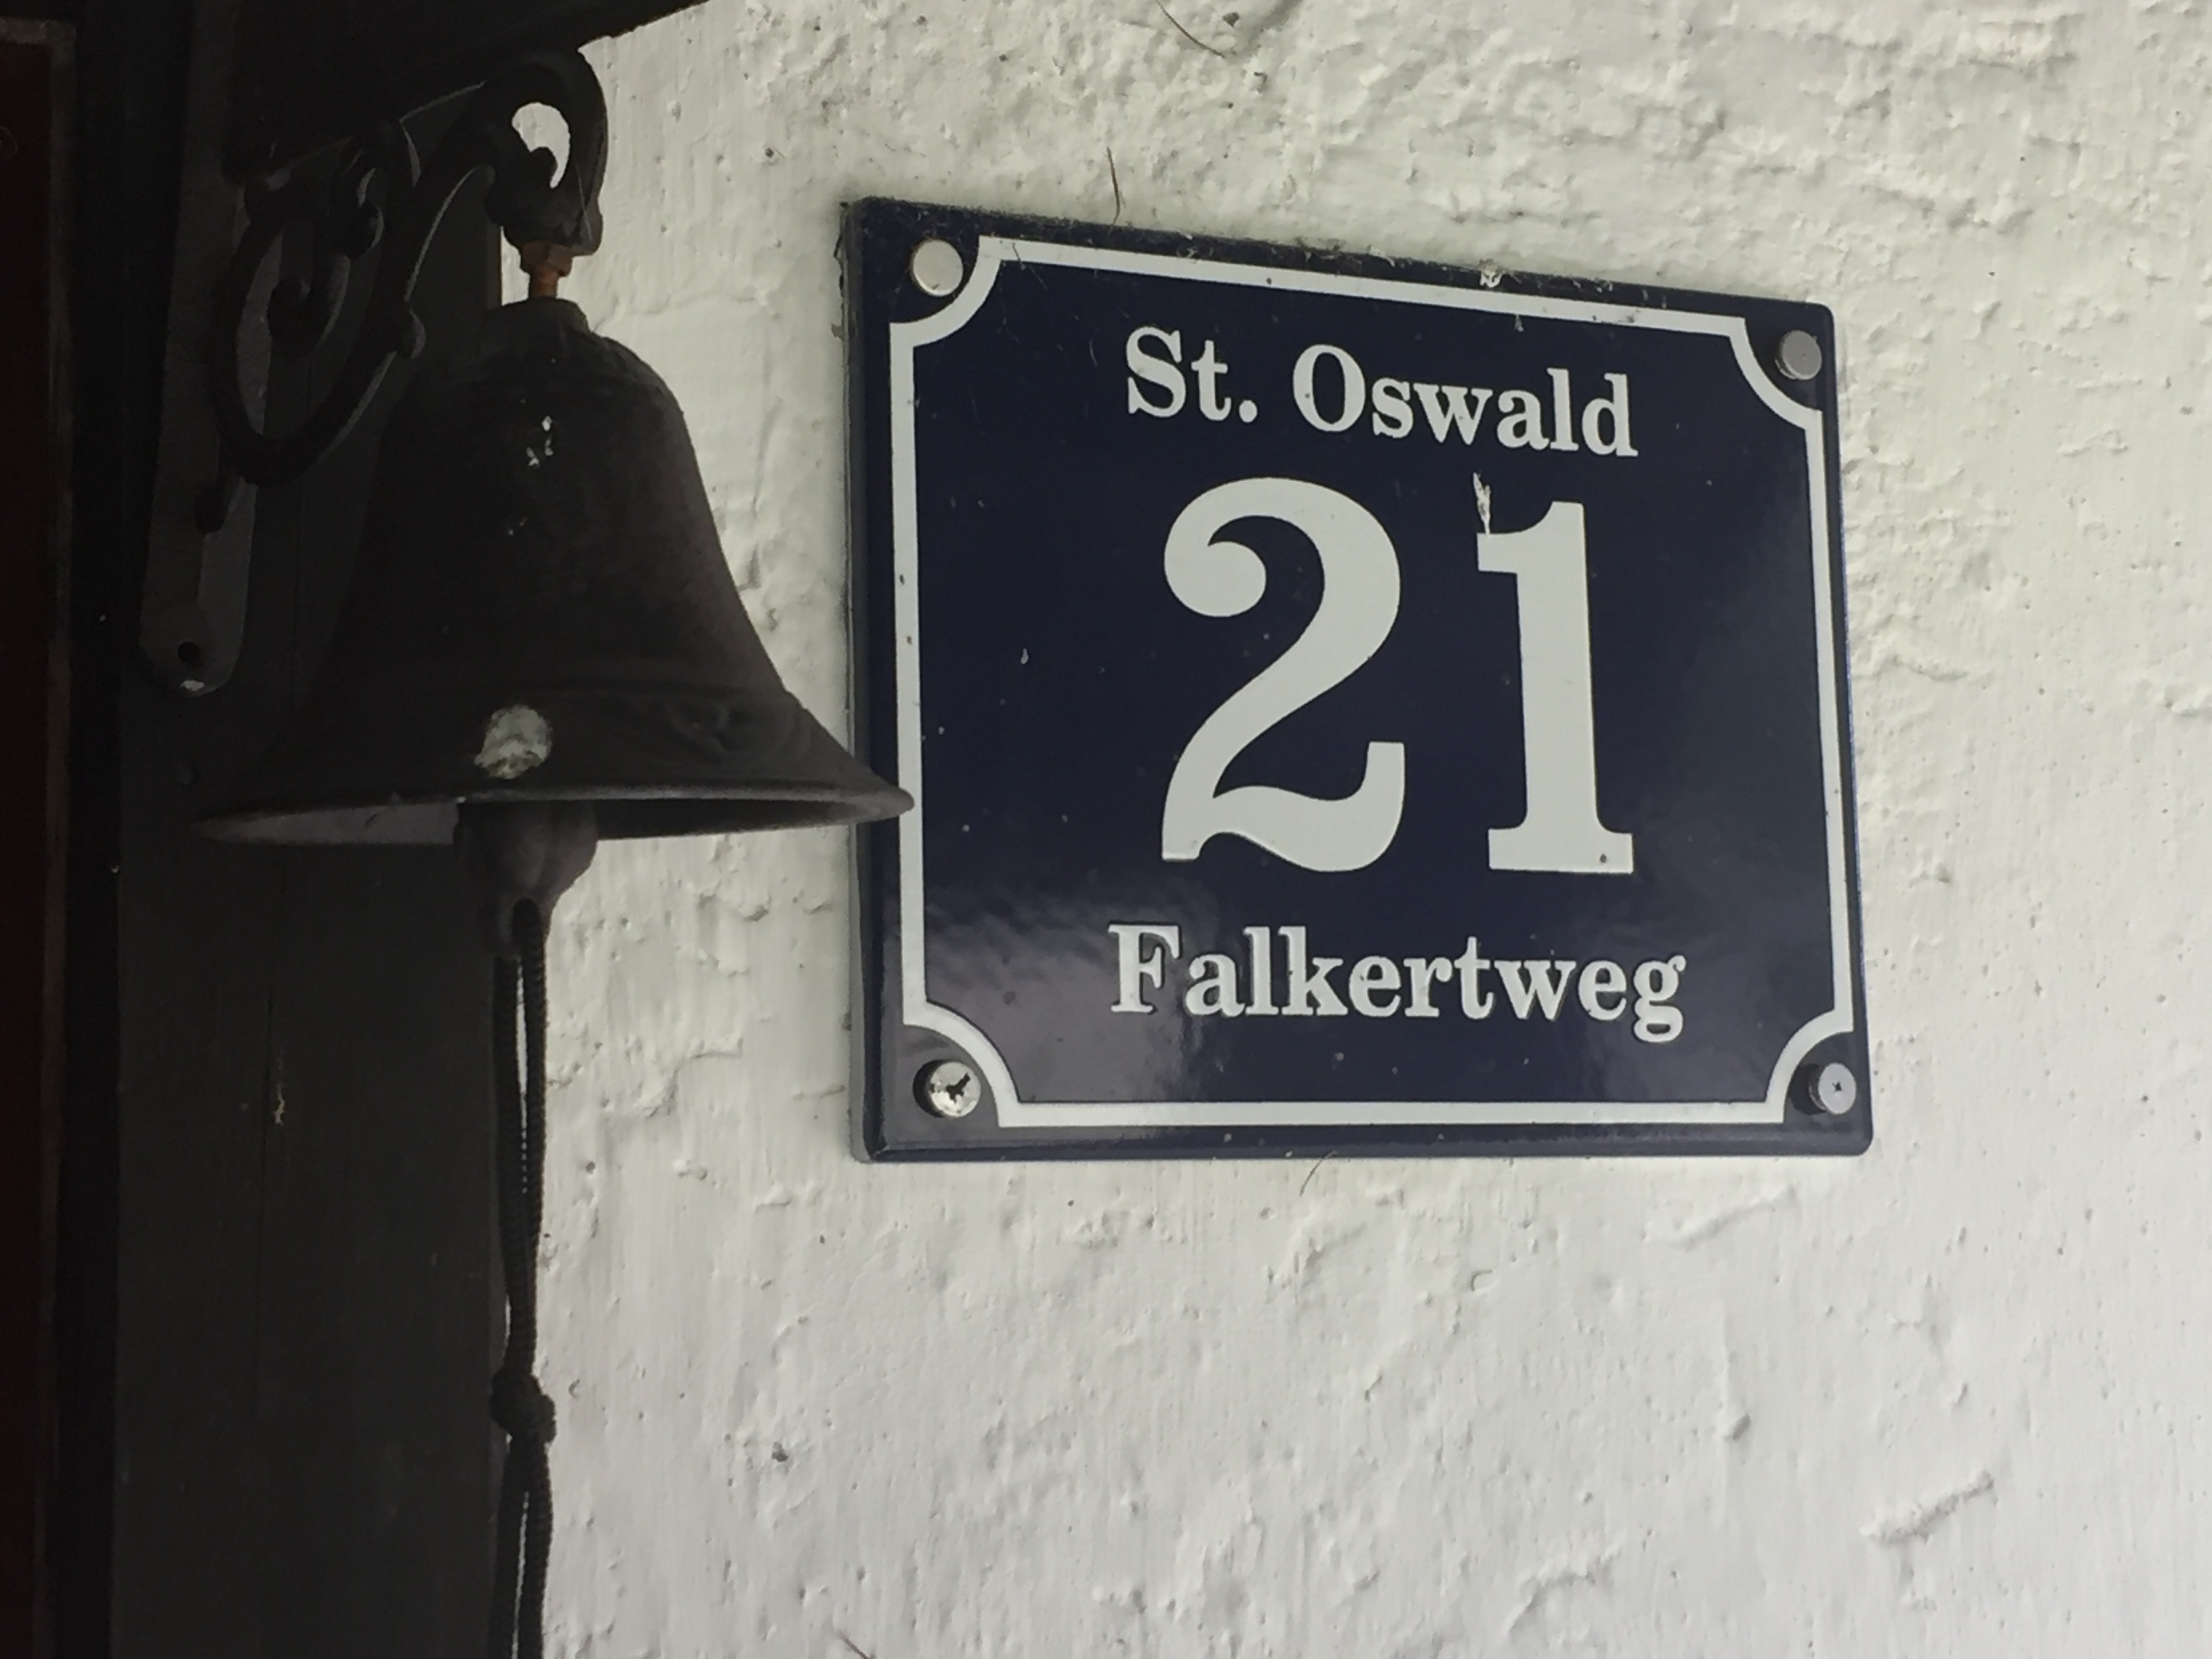 St. Oswald
21
Falkertweg